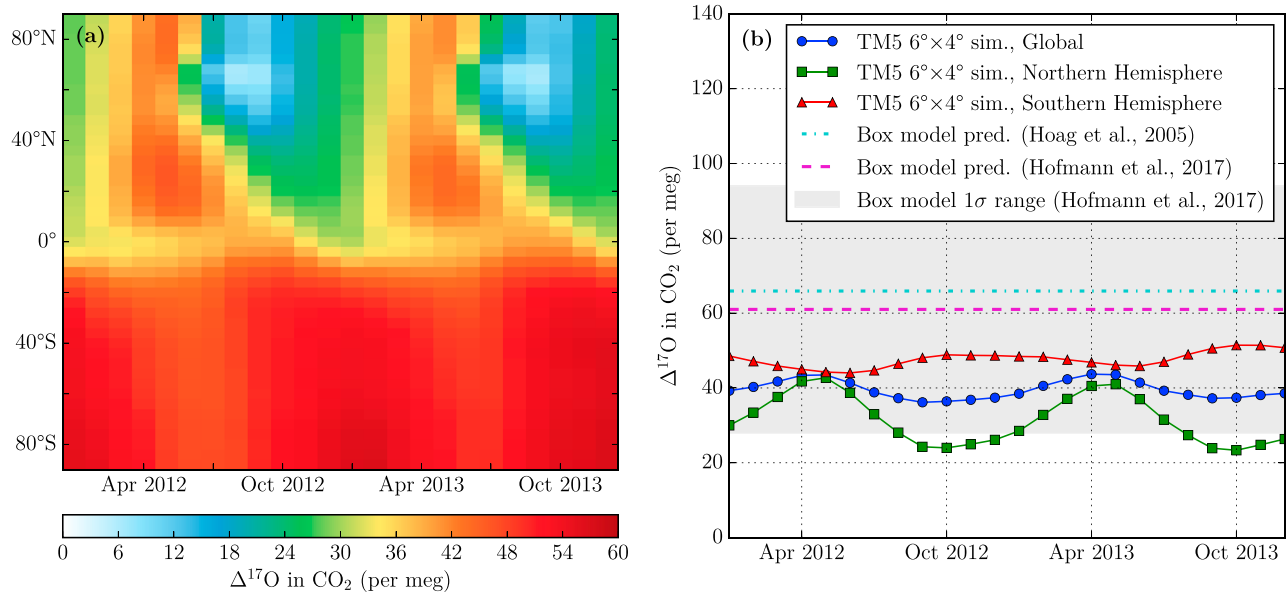 (a)
80°N
40°N
0°
40°S
80°S
Apr 2012
Oct 2012
Apr 2013
Oct 2013
0
6
12
18
24
30
36
42
48
54
60
Δ¹⁷O in CO₂ (per meg)
(b)
140
120
100
80
60
40
20
0
Δ¹⁷O in CO₂ (per meg)
TM5 6°×4° sim., Global
TM5 6°×4° sim., Northern Hemisphere
TM5 6°×4° sim., Southern Hemisphere
Box model pred. (Hoag et al., 2005)
Box model pred. (Hofmann et al., 2017)
Box model 1σ range (Hofmann et al., 2017)
Apr 2012
Oct 2012
Apr 2013
Oct 2013